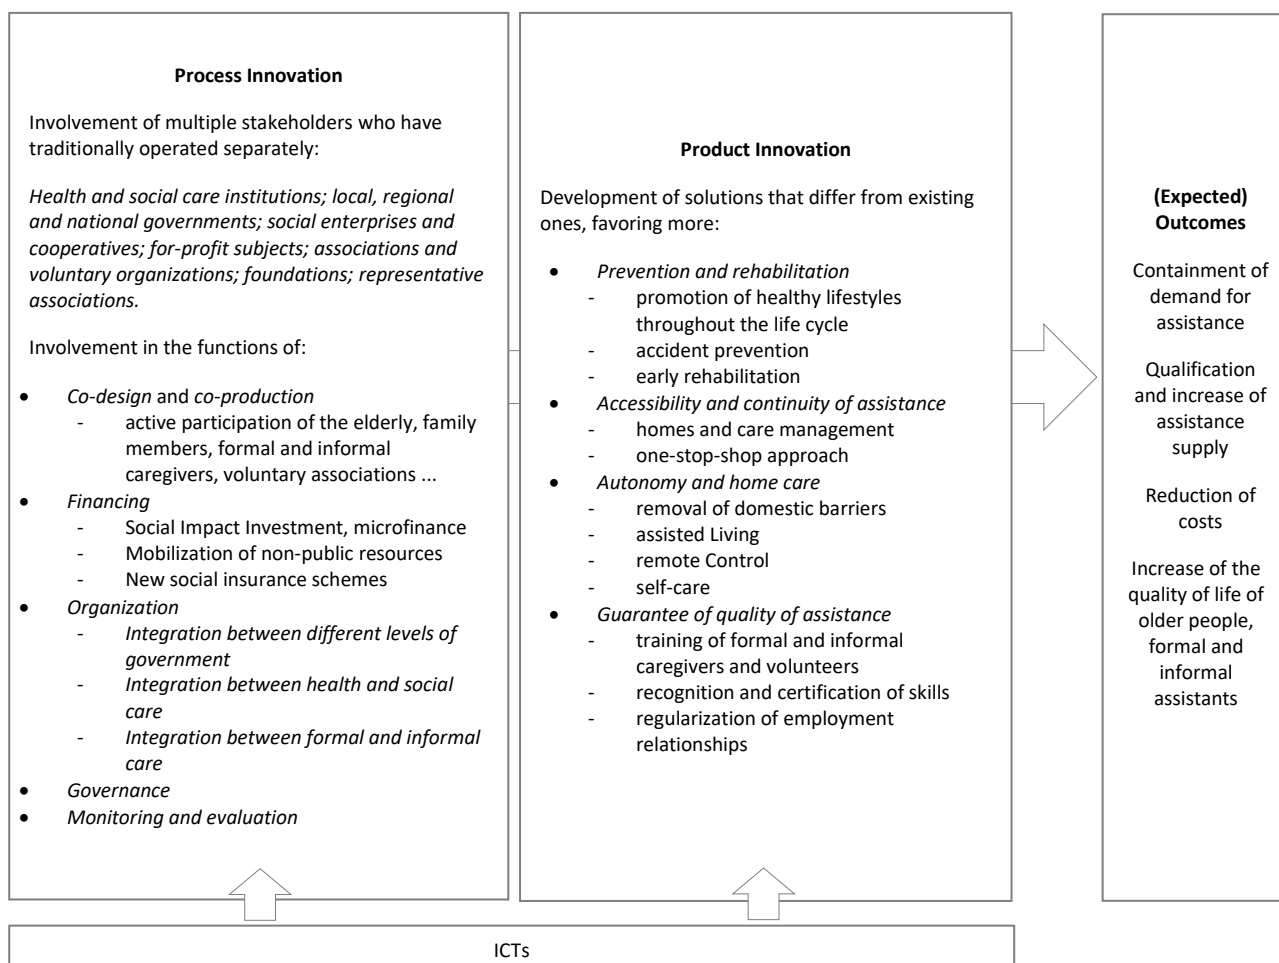 Process Innovation
Involvement of multiple stakeholders who have
traditionally operated separately:
Health and social care institutions; local, regional
and national governments; social enterprises and
cooperatives; for-profit subjects; associations and
voluntary organizations; foundations; representative
associations.
Involvement in the functions of:
• Co-design and co-production
- active participation of the elderly, family
members, formal and informal
caregivers, voluntary associations ...
• Financing
- Social Impact Investment, microfinance
- Mobilization of non-public resources
- New social insurance schemes
• Organization
- Integration between different levels of
government
- Integration between health and social
care
- Integration between formal and informal
care
• Governance
• Monitoring and evaluation
Product Innovation
Development of solutions that differ from existing
ones, favoring more:
• Prevention and rehabilitation
- promotion of healthy lifestyles
throughout the life cycle
- accident prevention
- early rehabilitation
• Accessibility and continuity of assistance
- homes and care management
- one-stop-shop approach
• Autonomy and home care
- removal of domestic barriers
- assisted Living
- remote Control
- self-care
• Guarantee of quality of assistance
- training of formal and informal
caregivers and volunteers
- recognition and certification of skills
- regularization of employment
relationships
(Expected)
Outcomes
Containment of
demand for
assistance
Qualification
and increase of
assistance
supply
Reduction of
costs
Increase of the
quality of life of
older people,
formal and
informal
assistants
ICTs